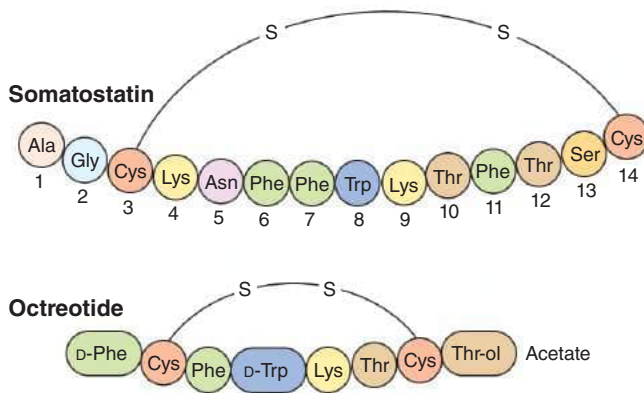 S S
Somatostatin
Ala Gly Cys Lys Asn Phe Phe Trp Lys Thr Phe Thr Ser Cys
1 2 3 4 5 6 7 8 9 10 11 12 13 14
S S
Octreotide
D-Phe Cys Phe D-Trp Lys Thr Cys Thr-ol Acetate